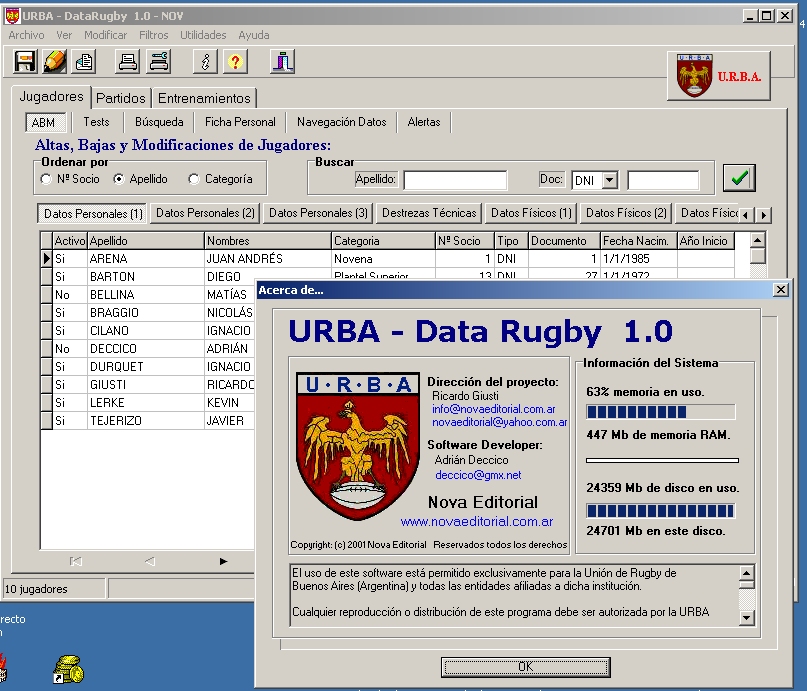 URBA - DataRugby 1.0 - NOV
Archivo Ver Modificar Filtros Utilidades Ayuda
U.R.B.A.
U.R.B.A.
Jugadores Partidos Entrenamientos
ABM Tests Búsqueda Ficha Personal Navegación Datos Alertas
Altas, Bajas y Modificaciones de Jugadores:
Ordenar por
Nº Socio Apellido Categoría
Buscar
Apellido: Doc: DNI
Datos Personales (1) Datos Personales (2) Datos Personales (3) Destrezas Técnicas Datos Físicos (1) Datos Físicos (2) Datos Físic
Activo Apellido Nombres Categoria Nº Socio Tipo Documento Fecha Nacim. Año Inicio
Si ARENA JUAN ANDRÉS Novena 1 DNI 1 1/1/1985
Si BARTON DIEGO Plantel Superior 13 DNI 27 1/1/1972
No BELLINA MATÍAS
Si BRAGGIO NICOLÁS
Si CILANO IGNACIO
No DECCICO ADRIÁN
Si DURQUET IGNACIO
Si GIUSTI RICARDO
Si LERKE KEVIN
Si TEJERIZO JAVIER
10 jugadores
Acerca de...
URBA - Data Rugby 1.0
U·R·B·A
Dirección del proyecto:
Ricardo Giusti
info@novaeditorial.com.ar
novaeditorial@yahoo.com.ar
Software Developer:
Adrián Deccico
deccico@gmx.net
Nova Editorial
www.novaeditorial.com.ar
Copyright: (c) 2001 Nova Editorial Reservados todos los derechos
Información del Sistema
63% memoria en uso.
447 Mb de memoria RAM.
24359 Mb de disco en uso.
24701 Mb en este disco.
El uso de este software está permitido exclusivamente para la Unión de Rugby de
Buenos Aires (Argentina) y todas las entidades afiliadas a dicha institución.
Cualquier reproducción o distribución de este programa debe ser autorizada por la URBA
OK
recto
n
4